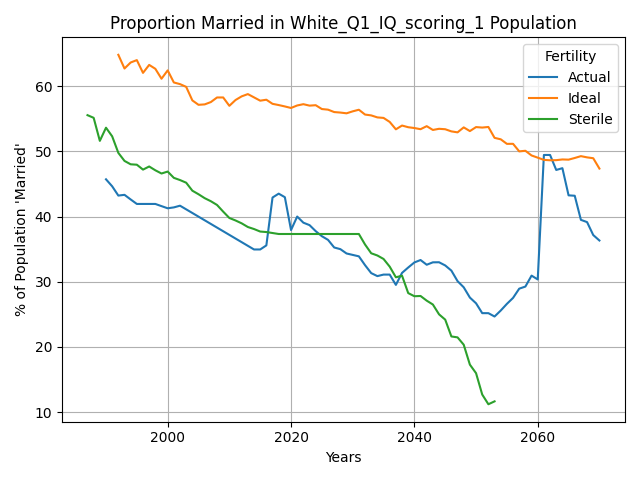 Proportion Married in White_Q1_IQ_scoring_1 Population
% of Population 'Married'
60
50
40
30
20
10
Fertility
Actual
Ideal
Sterile
2000
2020
2040
2060
Years